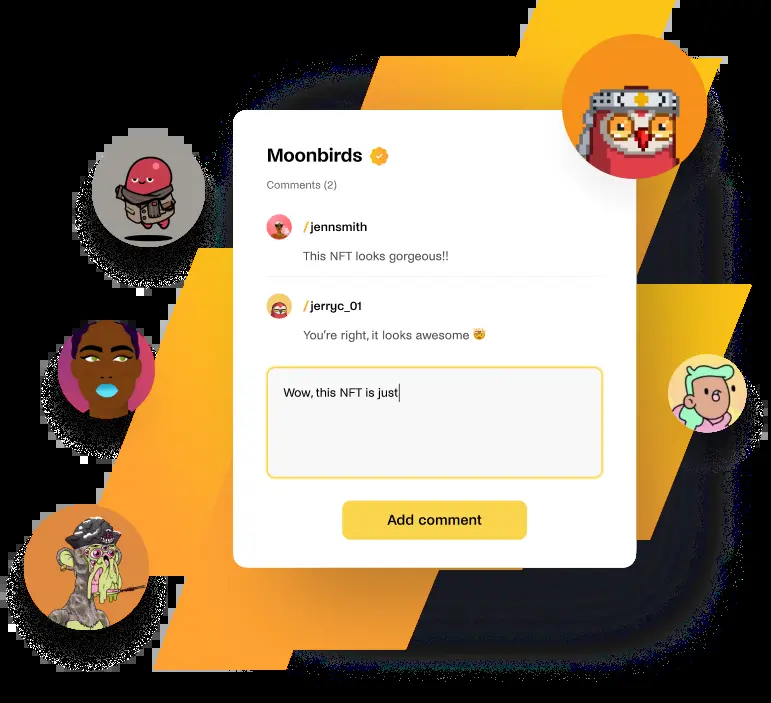 Moonbirds
Comments (2)
/jennsmith
This NFT looks gorgeous!!
/jerryc_01
You're right, it looks awesome 🤯
Wow, this NFT is just
Add comment